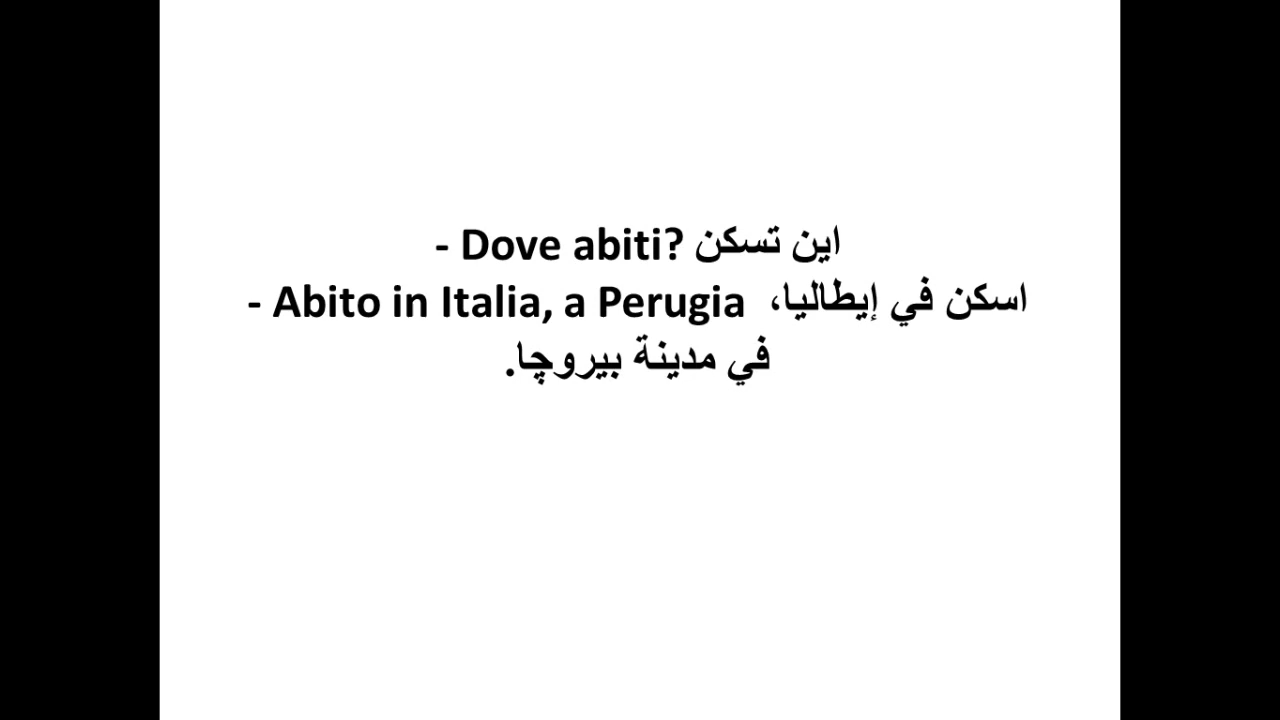 - Dove abiti? اين تسكن
- Abito in Italia, a Perugia اسكن في إيطاليا،
في مدينة بيروچا.